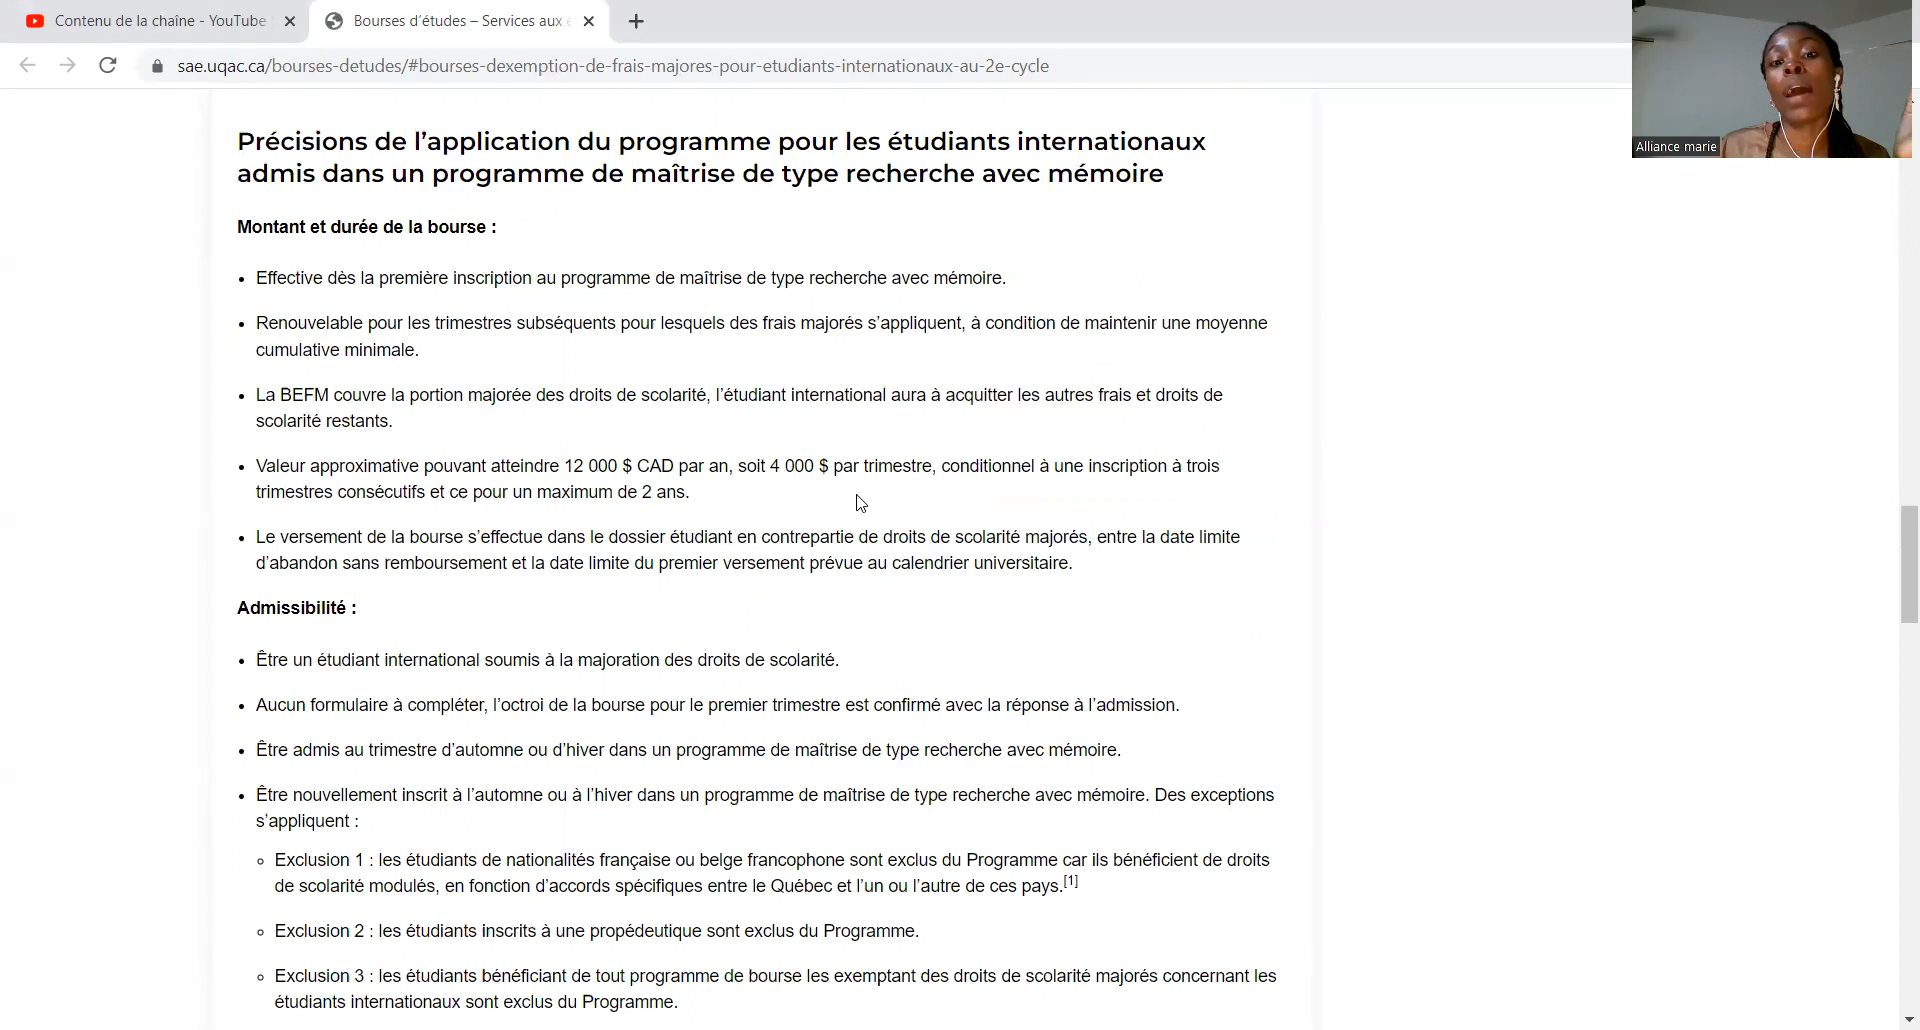 Contenu de la chaîne - YouTube
Bourses d'études – Services aux é
sae.uqac.ca/bourses-detudes/#bourses-dexemption-de-frais-majores-pour-etudiants-internationaux-au-2e-cycle
Alliance marie
Précisions de l'application du programme pour les étudiants internationaux
admis dans un programme de maîtrise de type recherche avec mémoire
Montant et durée de la bourse :
• Effective dès la première inscription au programme de maîtrise de type recherche avec mémoire.
• Renouvelable pour les trimestres subséquents pour lesquels des frais majorés s'appliquent, à condition de maintenir une moyenne
cumulative minimale.
• La BEFM couvre la portion majorée des droits de scolarité, l'étudiant international aura à acquitter les autres frais et droits de
scolarité restants.
• Valeur approximative pouvant atteindre 12 000 $ CAD par an, soit 4 000 $ par trimestre, conditionnel à une inscription à trois
trimestres consécutifs et ce pour un maximum de 2 ans.
• Le versement de la bourse s'effectue dans le dossier étudiant en contrepartie de droits de scolarité majorés, entre la date limite
d'abandon sans remboursement et la date limite du premier versement prévue au calendrier universitaire.
Admissibilité :
• Être un étudiant international soumis à la majoration des droits de scolarité.
• Aucun formulaire à compléter, l'octroi de la bourse pour le premier trimestre est confirmé avec la réponse à l'admission.
• Être admis au trimestre d'automne ou d'hiver dans un programme de maîtrise de type recherche avec mémoire.
• Être nouvellement inscrit à l'automne ou à l'hiver dans un programme de maîtrise de type recherche avec mémoire. Des exceptions
s'appliquent :
◦ Exclusion 1 : les étudiants de nationalités française ou belge francophone sont exclus du Programme car ils bénéficient de droits
de scolarité modulés, en fonction d'accords spécifiques entre le Québec et l'un ou l'autre de ces pays.[1]
◦ Exclusion 2 : les étudiants inscrits à une propédeutique sont exclus du Programme.
◦ Exclusion 3 : les étudiants bénéficiant de tout programme de bourse les exemptant des droits de scolarité majorés concernant les
étudiants internationaux sont exclus du Programme.